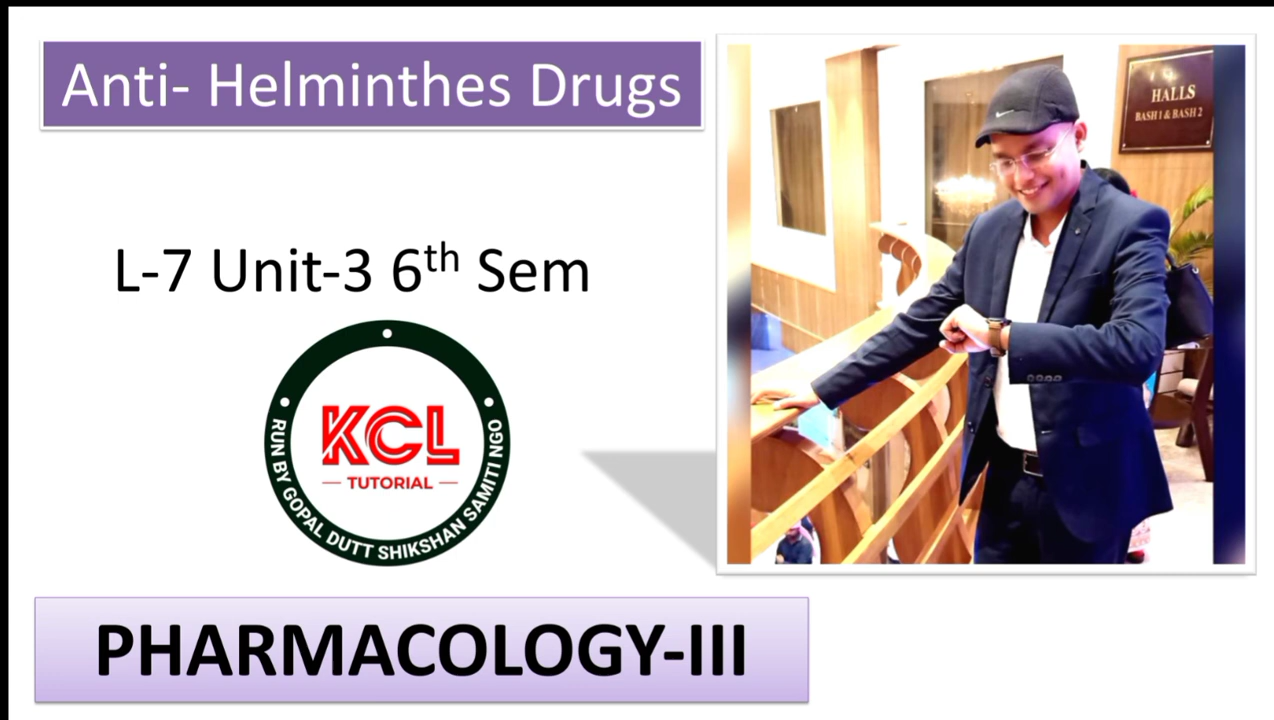 Anti- Helminthes Drugs
HALLS
BASH 1 & BASH 2
L-7 Unit-3 6th Sem
KCL
TUTORIAL
RUN BY GOPAL DUTT SHIKSHAN SAMITI NGO
PHARMACOLOGY-III